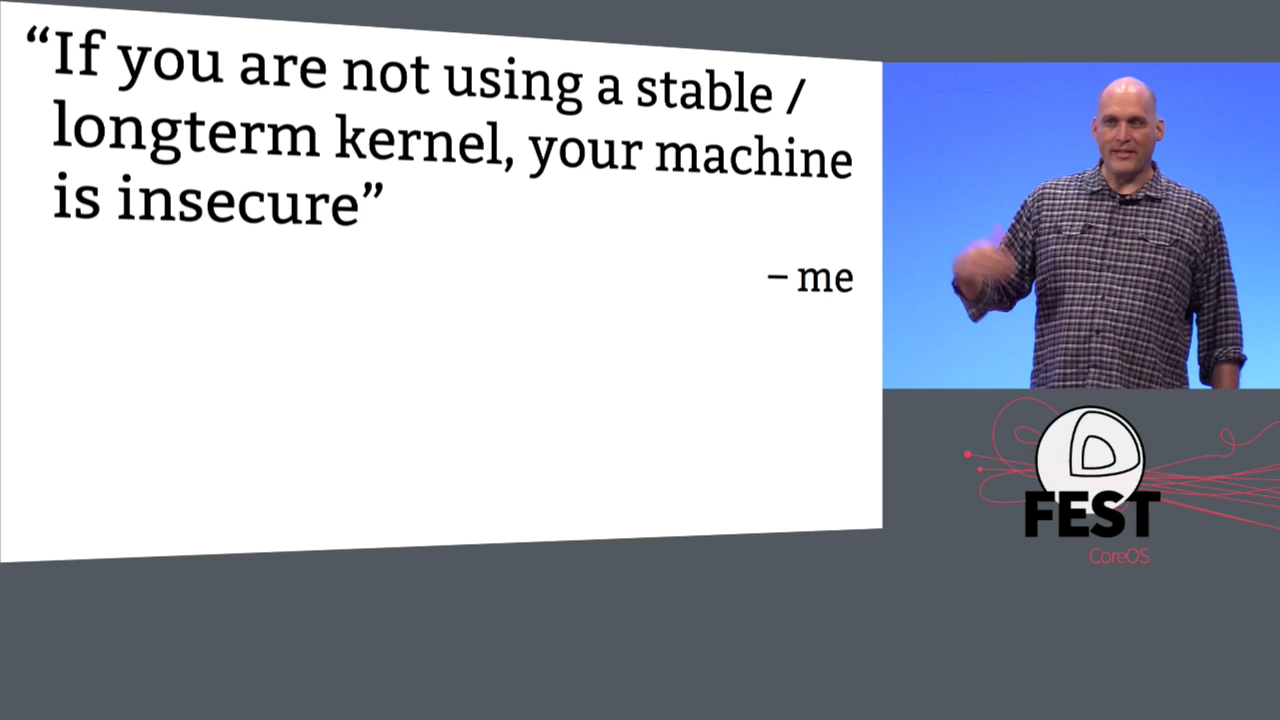 “If you are not using a stable /
longterm kernel, your machine
is insecure”
– me
FEST
CoreOS